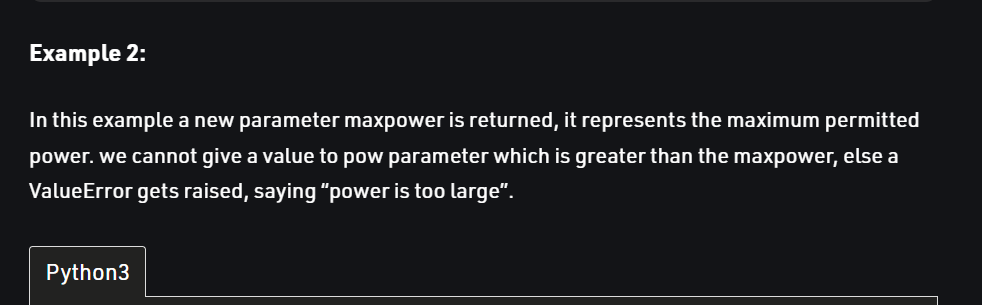 Example 2:
In this example a new parameter maxpower is returned, it represents the maximum permitted
power. we cannot give a value to pow parameter which is greater than the maxpower, else a
ValueError gets raised, saying “power is too large”.
Python3